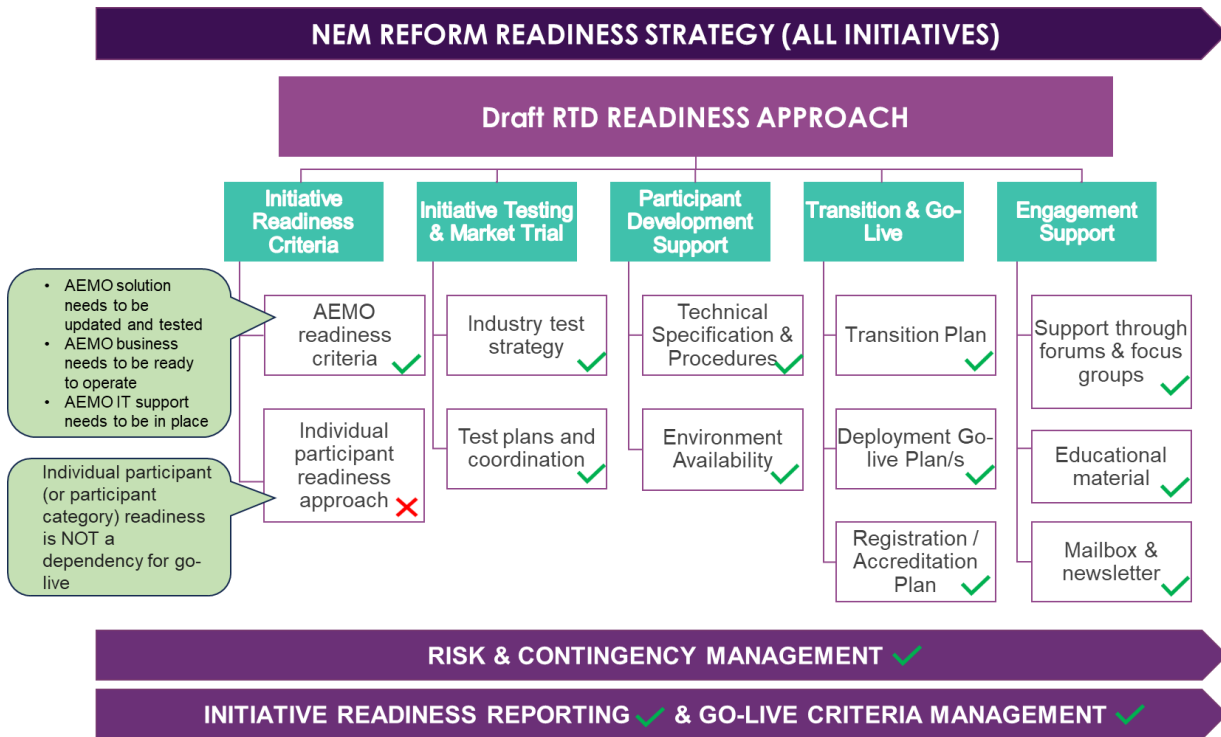 NEM REFORM READINESS STRATEGY (ALL INITIATIVES)
Draft RTD READINESS APPROACH
Initiative
Readiness
Criteria
Initiative Testing
& Market Trial
Participant
Development
Support
Transition & Go-
Live
Engagement
Support
• AEMO solution
needs to be
updated and tested
• AEMO business
needs to be ready
to operate
• AEMO IT support
needs to be in place
AEMO
readiness
criteria
Individual
participant
readiness
approach
Individual participant
(or participant
category) readiness
is NOT a
dependency for go-
live
Industry test
strategy
Test plans and
coordination
Technical
Specification &
Procedures
Environment
Availability
Transition Plan
Deployment Go-
live Plan/s
Registration /
Accreditation
Plan
Support through
forums & focus
groups
Educational
material
Mailbox &
newsletter
RISK & CONTINGENCY MANAGEMENT
INITIATIVE READINESS REPORTING & GO-LIVE CRITERIA MANAGEMENT